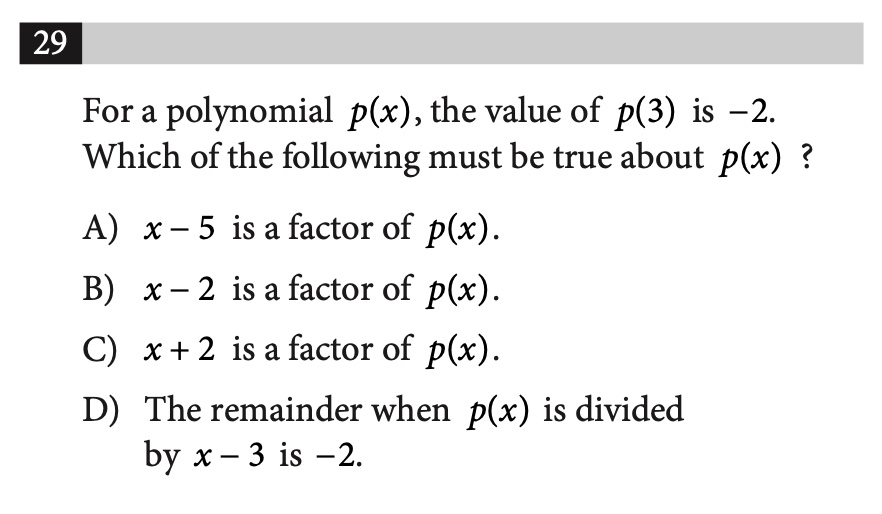 29
For a polynomial p(x), the value of p(3) is −2.
Which of the following must be true about p(x) ?
A) x − 5 is a factor of p(x).
B) x − 2 is a factor of p(x).
C) x + 2 is a factor of p(x).
D) The remainder when p(x) is divided
by x − 3 is −2.